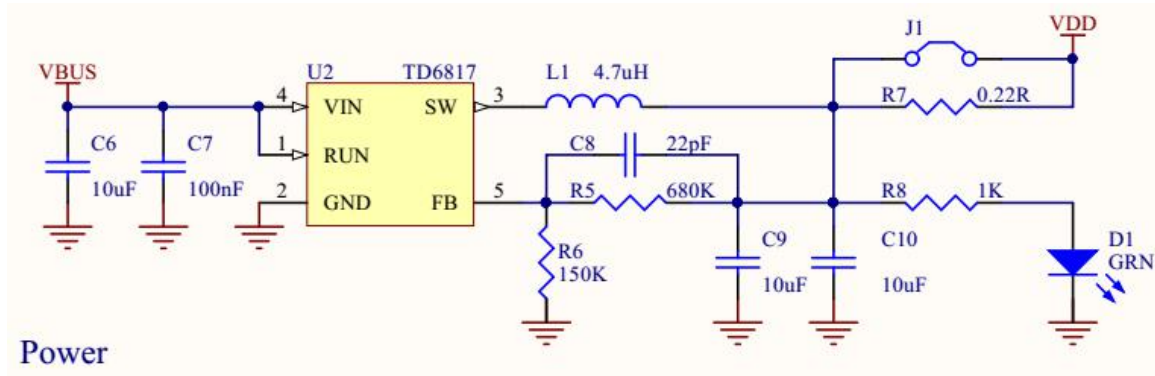 J1 VDD
VBUS U2 TD6817 L1 4.7uH
4 VIN SW 3 R7 0.22R
C6 C7 C8 22pF
1 RUN
10uF 100nF R5 680K R8 1K
2 GND FB 5
R6 C9 C10 D1
150K 10uF 10uF GRN
Power